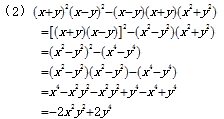 (2) (x+y)²(x−y)²−(x−y)(x+y)(x²+y²)
=[(x+y)(x−y)]²−(x²−y²)(x²+y²)
=(x²−y²)²−(x⁴−y⁴)
=(x²−y²)(x²−y²)−(x⁴−y⁴)
=x⁴−x²y²−x²y²+y⁴−x⁴+y⁴
=−2x²y²+2y⁴